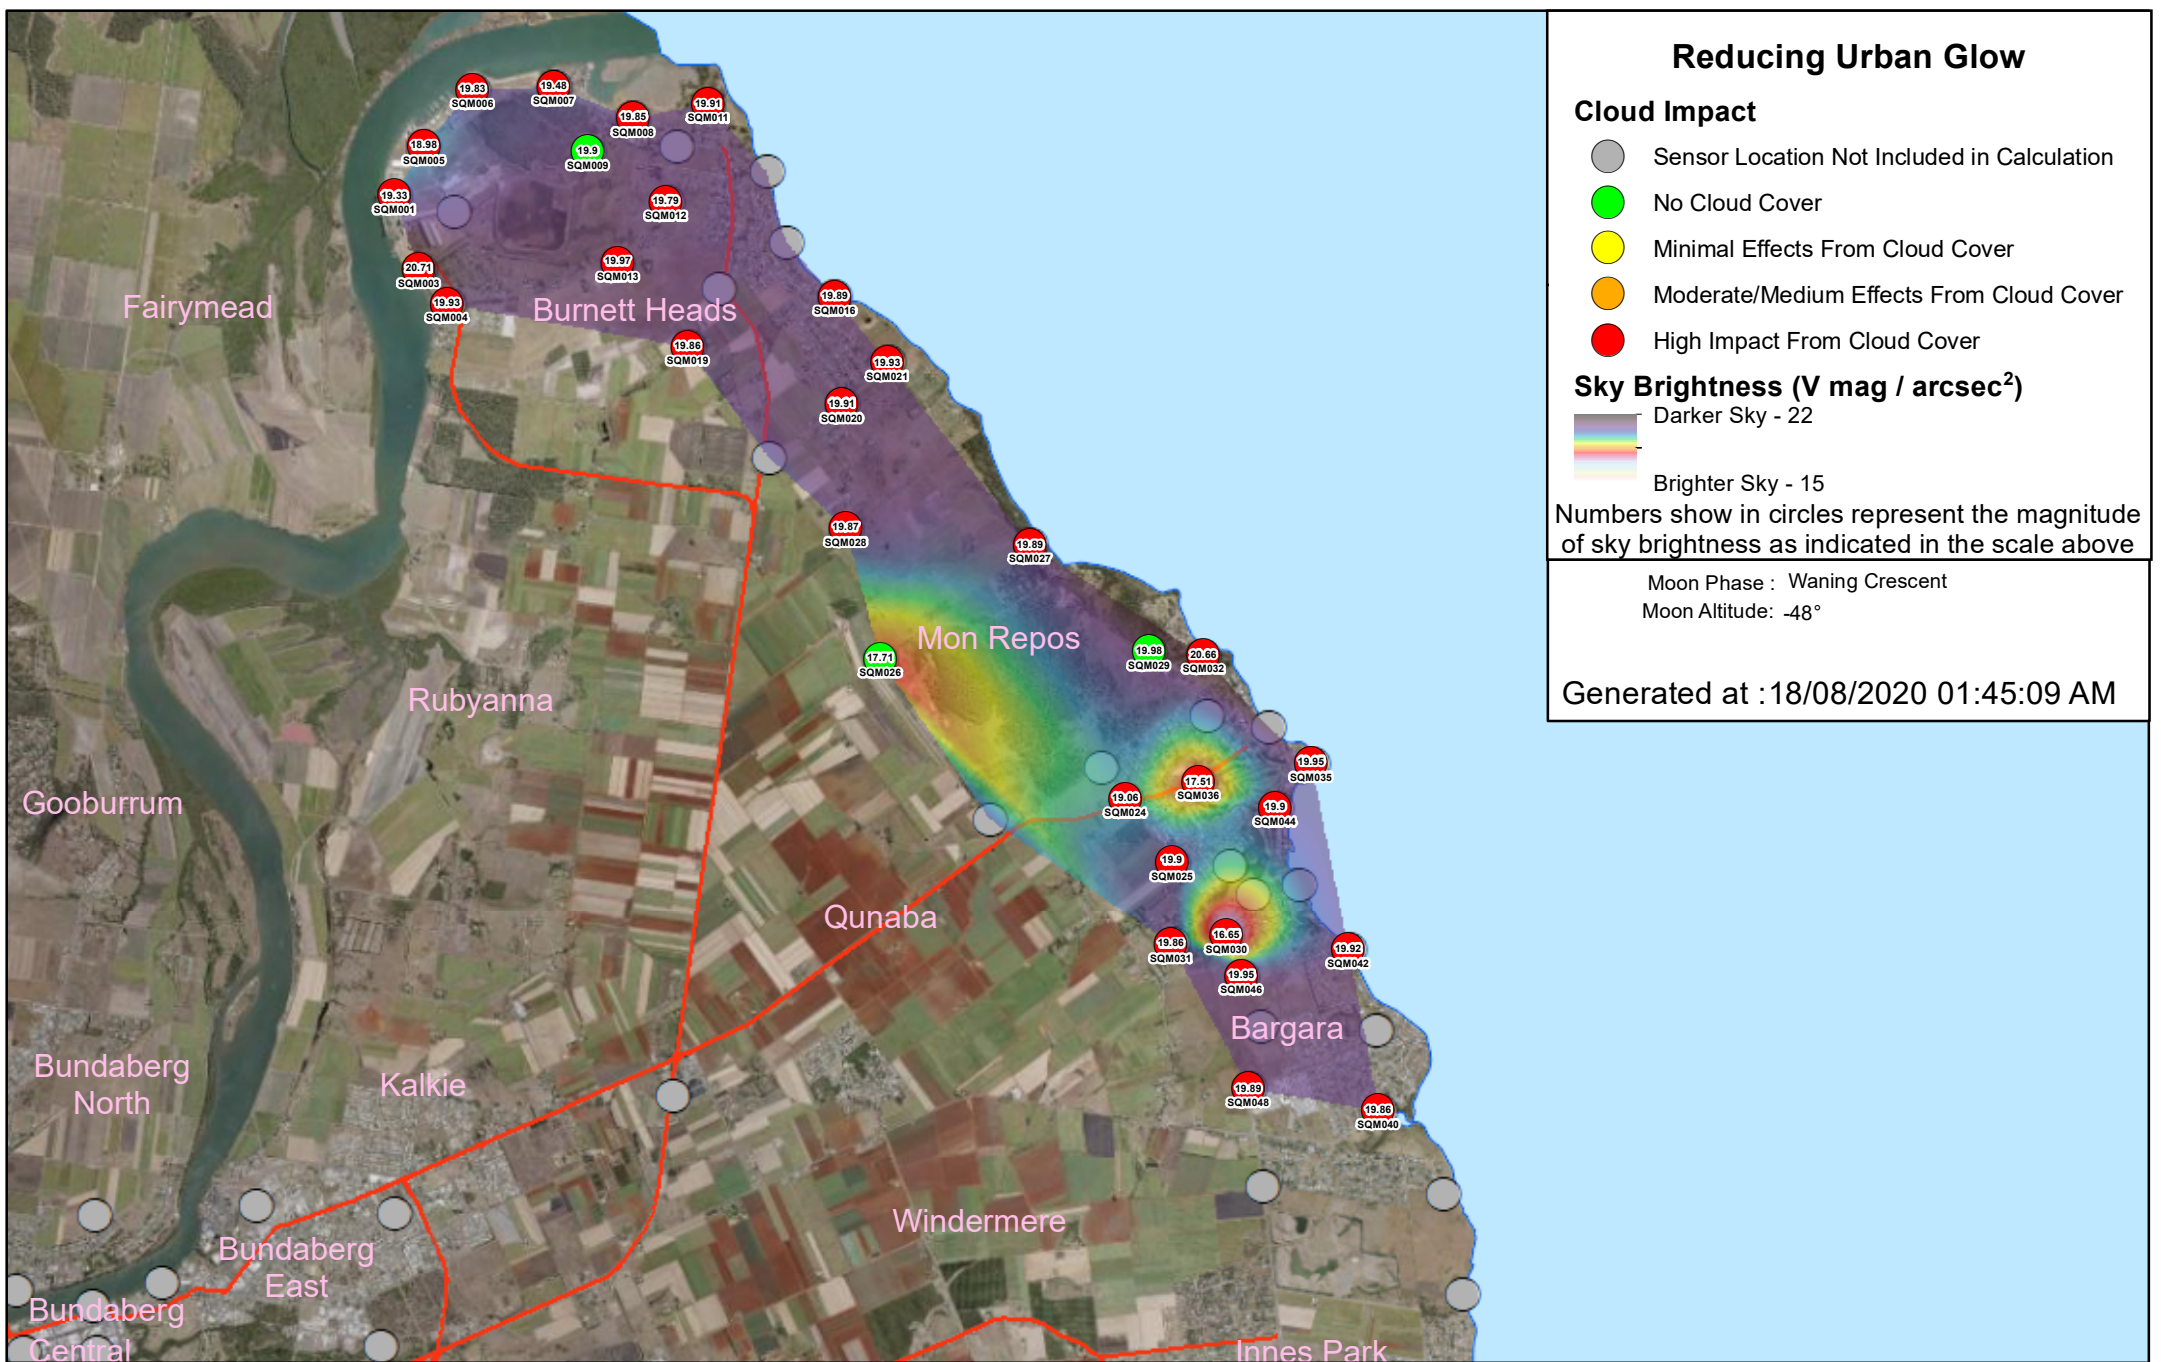 Reducing Urban Glow
Cloud Impact
Sensor Location Not Included in Calculation
No Cloud Cover
Minimal Effects From Cloud Cover
Moderate/Medium Effects From Cloud Cover
High Impact From Cloud Cover
Sky Brightness (V mag / arcsec²)
Darker Sky - 22
Brighter Sky - 15
Numbers show in circles represent the magnitude
of sky brightness as indicated in the scale above
Moon Phase : Waning Crescent
Moon Altitude: -48°
Generated at :18/08/2020 01:45:09 AM
19.83
SQM006
19.48
SQM007
19.85
SQM008
19.91
SQM011
18.98
SQM005
19.9
SQM009
19.33
SQM001
19.79
SQM012
20.71
SQM003
19.97
SQM013
19.93
SQM004
Fairymead
Burnett Heads
19.89
SQM016
19.86
SQM019
19.93
SQM021
19.91
SQM020
19.87
SQM028
19.89
SQM027
Mon Repos
17.71
SQM026
19.98
SQM029
20.66
SQM032
Rubyanna
19.95
SQM035
17.51
SQM036
19.06
SQM024
19.9
SQM044
Gooburrum
19.9
SQM025
Qunaba
19.86
SQM031
16.65
SQM030
19.92
SQM042
19.95
SQM046
Bargara
Bundaberg
North
Kalkie
19.89
SQM048
19.86
SQM040
Windermere
Bundaberg
East
Bundaberg
Central
Innes Park